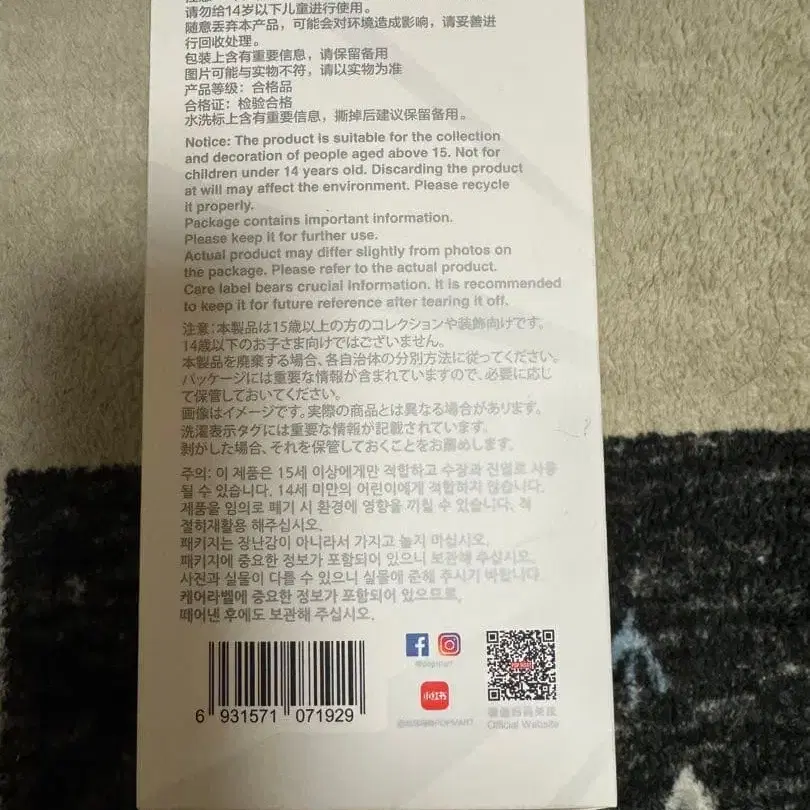 请勿给14岁以下儿童进行使用。
随意丢弃本产品，可能会对环境造成影响，请妥善进
行回收处理。
包装上含有重要信息，请保留备用
图片可能与实物不符，请以实物为准
产品等级：合格品
合格证：检验合格
水洗标上含有重要信息，撕掉后建议保留备用。
Notice: The product is suitable for the collection
and decoration of people aged above 15. Not for
children under 14 years old. Discarding the product
at will may affect the environment. Please recycle
it properly.
Package contains important information.
Please keep it for further use.
Actual product may differ slightly from photos on
the package. Please refer to the actual product.
Care label bears crucial information. It is recommended
to keep it for future reference after tearing it off.
注意：本製品は15歳以上の方のコレクションや装飾向けです。
14歳以下のお子さま向けではございません。
本製品を廃棄する場合、各自治体の分別方法に従ってください。
パッケージには重要な情報が含まれていますので、必要に応じ
て保管しておいてください。
画像はイメージです。実際の商品とは異なる場合があります。
洗濯表示タグには重要な情報が記載されています。
剥がした場合、それを保管しておくことをお薦めします。
주의: 이 제품은 15세 이상에게만 적합하고 수장과 진열로 사용
될 수 있습니다. 14세 미만의 어린이에게 적합하지 않습니다.
제품을 임의로 폐기 시 환경에 영향을 끼칠 수 있습니다. 적
절히재활용 해주십시오.
패키지는 장난감이 아니라서 가지고 놀지 마십시오.
패키지에 중요한 정보가 포함되어 있으니 보관해 주십시오.
사진과 실물이 다를 수 있으니 실물에 준해 주시기 바랍니다.
케어라벨에 중요한 정보가 포함되어 있으므로,
떼어낸 후에도 보관해 주십시오.
@popmart
小红书
POP MART
Official Website
6 931571 071929